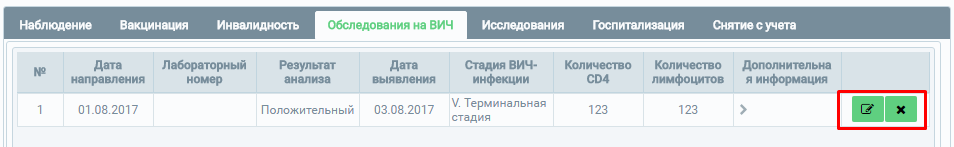 Наблюдение Вакцинация Инвалидность Обследования на ВИЧ Исследования Госпитализация Снятие с учета
№ Дата направления Лабораторный номер Результат анализа Дата выявления Стадия ВИЧ-инфекции Количество CD4 Количество лимфоцитов Дополнительная информация
1 01.08.2017 Положительный 03.08.2017 V. Терминальная стадия 123 123